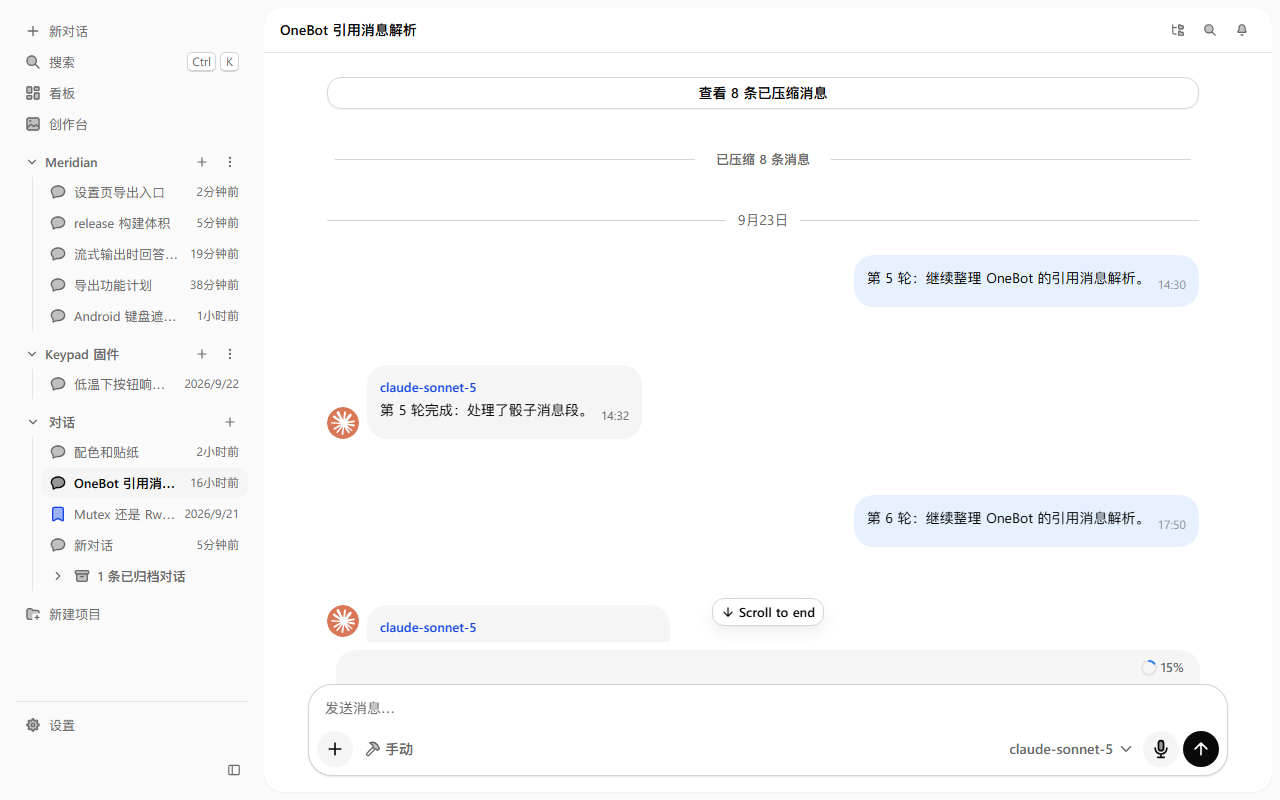 新对话
搜索 Ctrl K
看板
创作台
Meridian
设置页导出入口 2分钟前
release 构建体积 5分钟前
流式输出时回答… 19分钟前
导出功能计划 38分钟前
Android 键盘遮… 1小时前
Keypad 固件
低温下按钮响… 2026/9/22
对话
配色和贴纸 2小时前
OneBot 引用消… 16小时前
Mutex 还是 Rw… 2026/9/21
新对话 5分钟前
1 条已归档对话
新建项目
设置
OneBot 引用消息解析
查看 8 条已压缩消息
已压缩 8 条消息
9月23日
第 5 轮：继续整理 OneBot 的引用消息解析。 14:30
claude-sonnet-5
第 5 轮完成：处理了骰子消息段。 14:32
第 6 轮：继续整理 OneBot 的引用消息解析。 17:50
claude-sonnet-5
Scroll to end
15%
发送消息…
手动
claude-sonnet-5